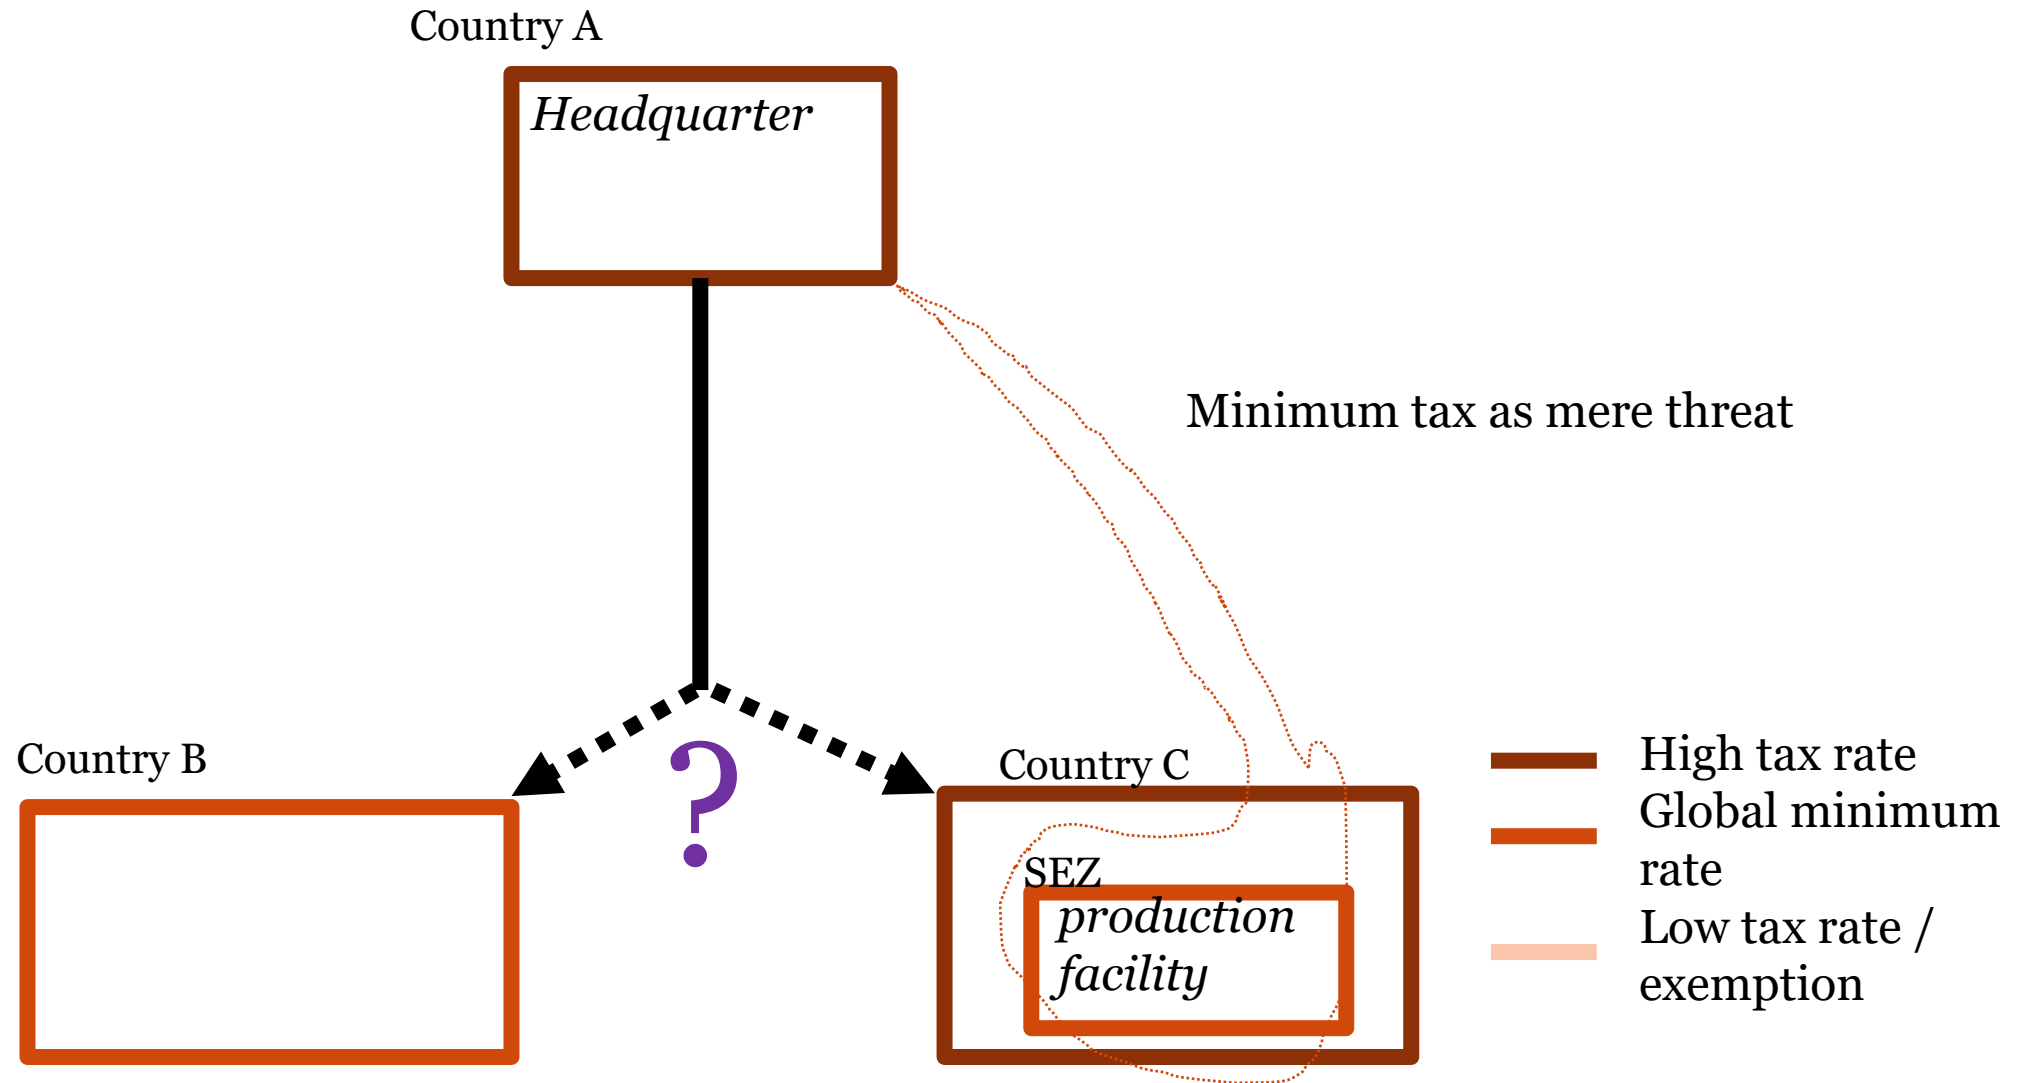 Country A
Headquarter
Minimum tax as mere threat
Country B
?
Country C
SEZ
production
facility
High tax rate
Global minimum
rate
Low tax rate /
exemption